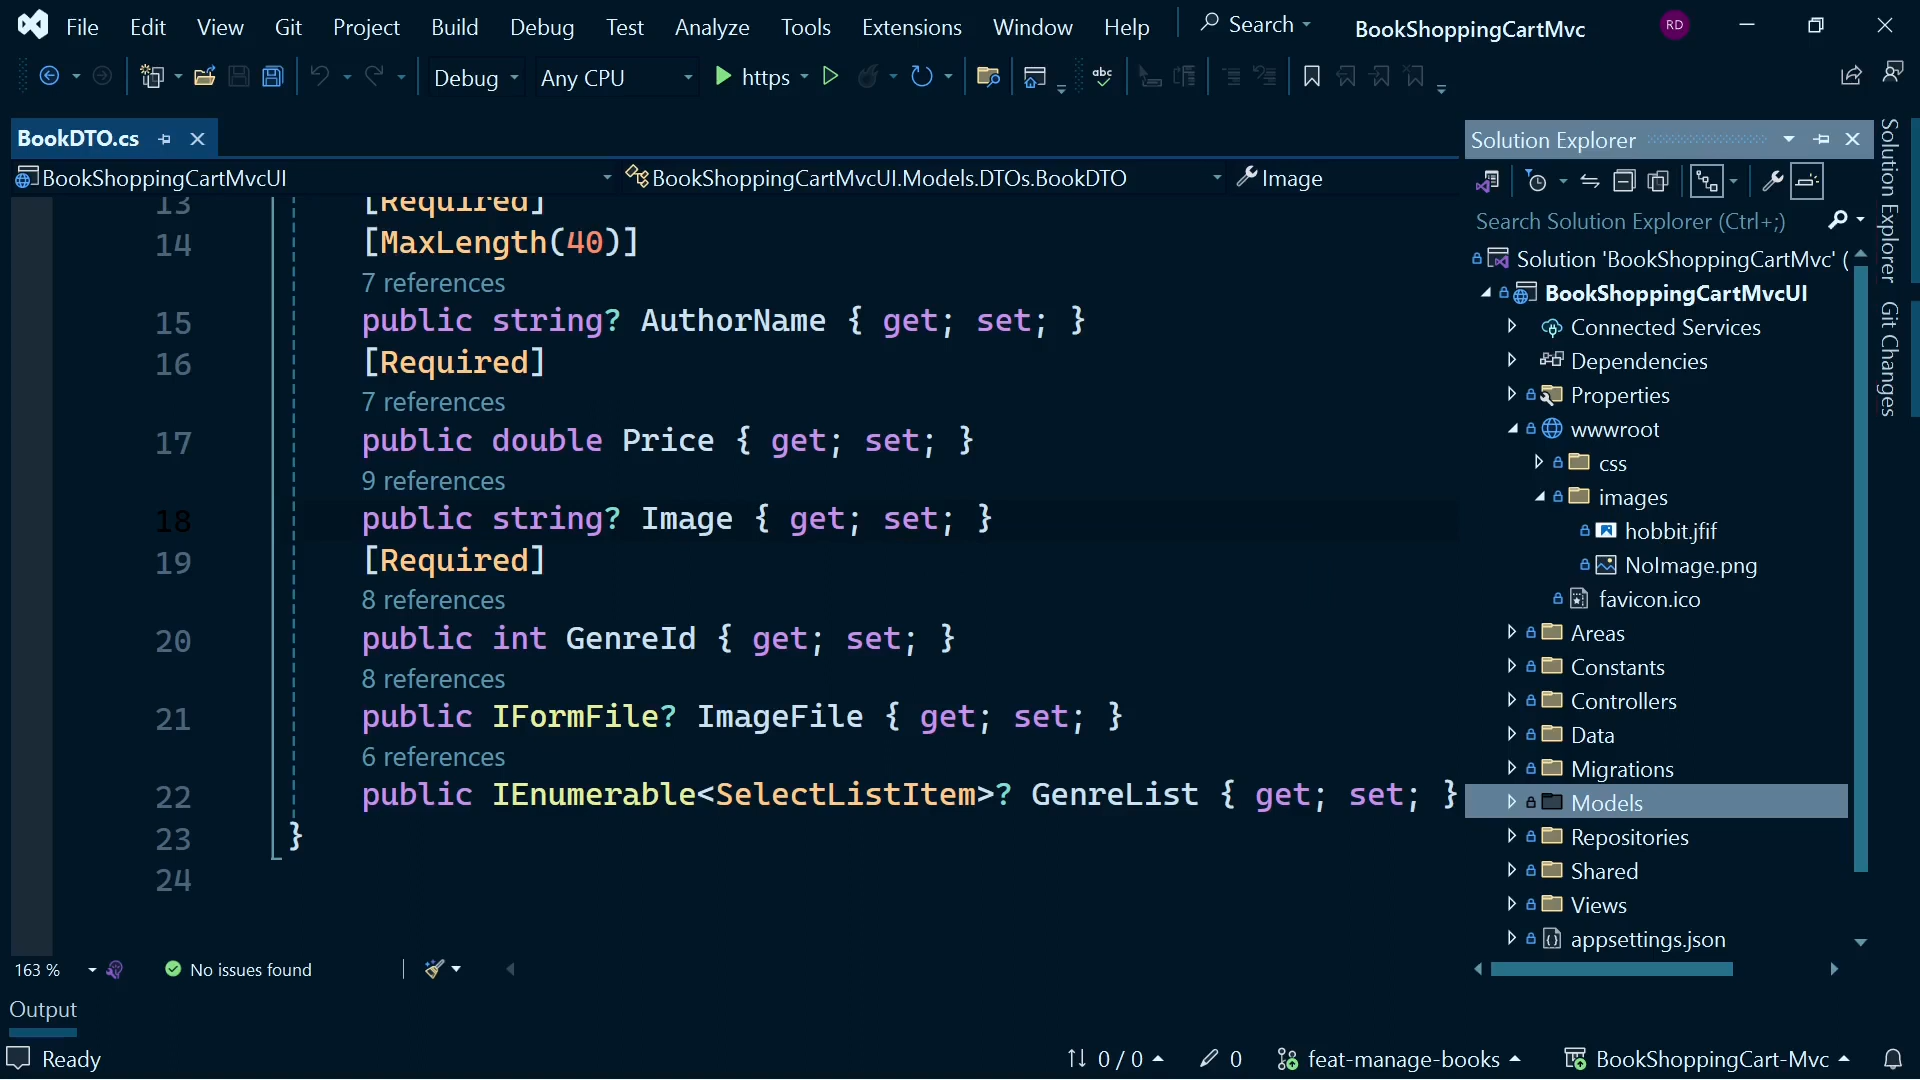 File Edit View Git Project Build Debug Test Analyze Tools Extensions Window Help Search BookShoppingCartMvc RD
Debug Any CPU https abc
BookDTO.cs
BookShoppingCartMvcUI BookShoppingCartMvcUI.Models.DTOs.BookDTO Image
13 [Required]
14 [MaxLength(40)]
7 references
15 public string? AuthorName { get; set; }
16 [Required]
7 references
17 public double Price { get; set; }
9 references
18 public string? Image { get; set; }
19 [Required]
8 references
20 public int GenreId { get; set; }
8 references
21 public IFormFile? ImageFile { get; set; }
6 references
22 public IEnumerable<SelectListItem>? GenreList { get; set; }
23 }
24
163 % No issues found
Output
Ready 0 / 0 0 feat-manage-books BookShoppingCart-Mvc
Solution Explorer
Search Solution Explorer (Ctrl+;)
Solution 'BookShoppingCartMvc' (
BookShoppingCartMvcUI
Connected Services
Dependencies
Properties
wwwroot
css
images
hobbit.jfif
NoImage.png
favicon.ico
Areas
Constants
Controllers
Data
Migrations
Models
Repositories
Shared
Views
appsettings.json
Solution Explorer
Git Changes